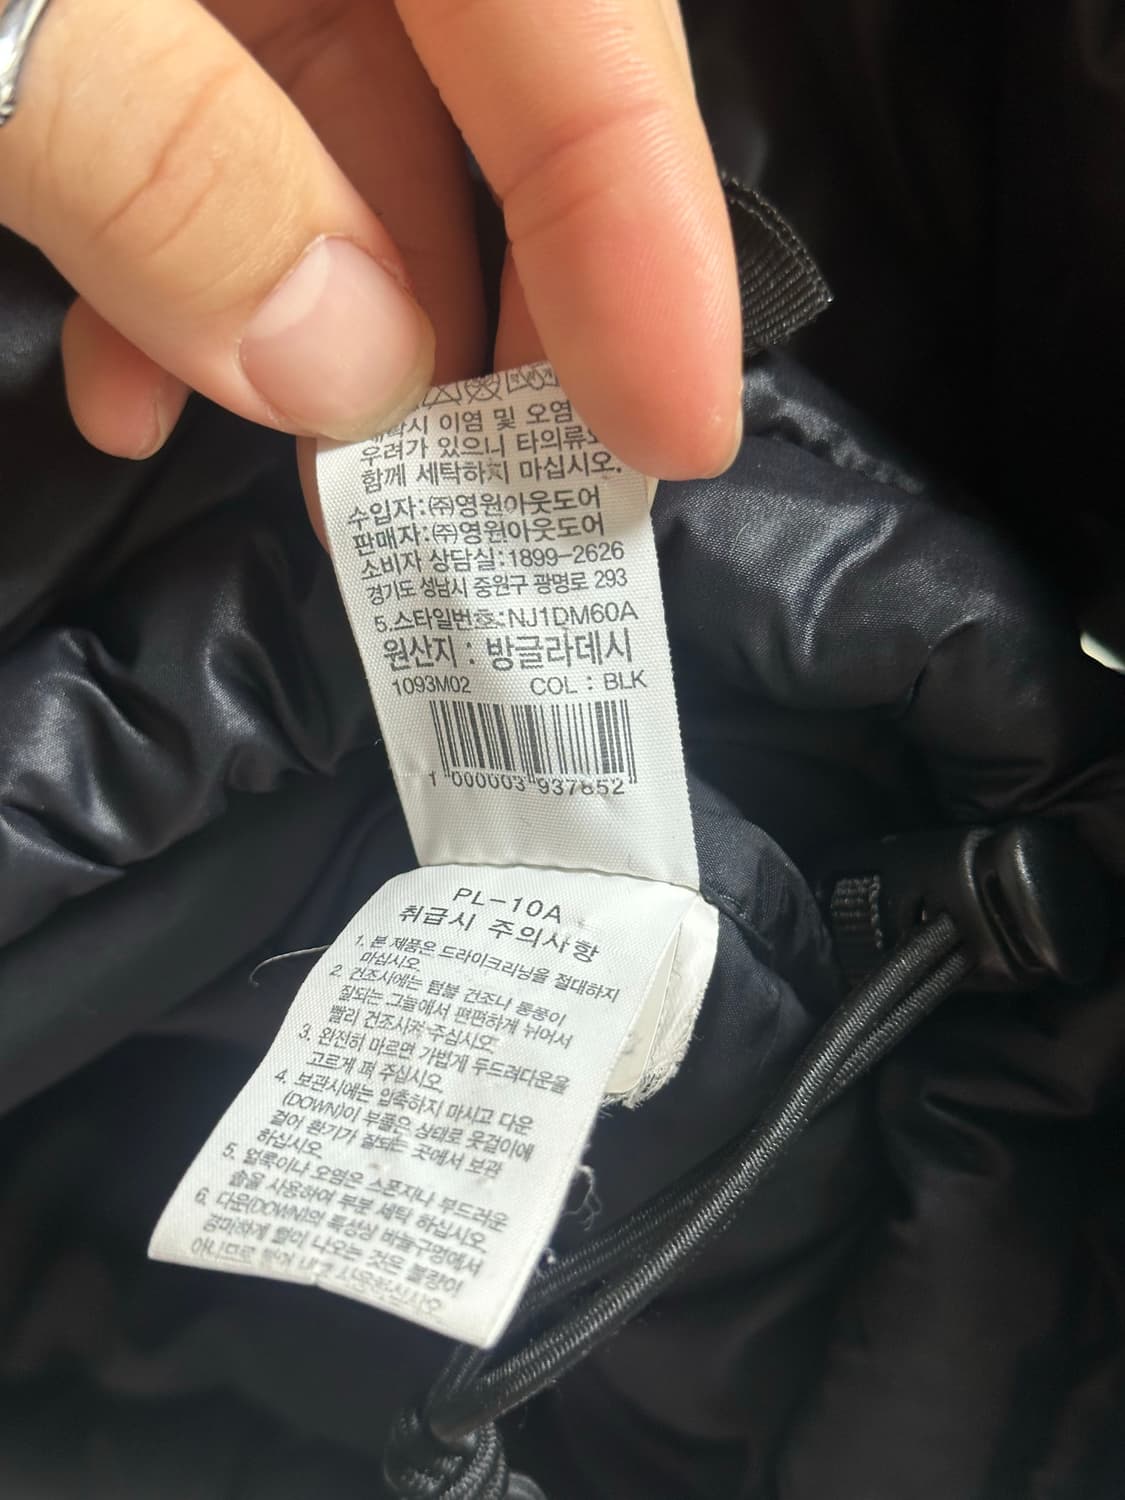 시 이염 및 오염
우려가 있으니 타의류
함께 세탁하지 마십시오.
수입자:㈜영원아웃도어
판매자:㈜영원아웃도어
소비자 상담실:1899-2626
경기도 성남시 중원구 광명로 293
5.스타일번호:NJ1DM60A
원산지 : 방글라데시
1093M02 COL : BLK
1 000003 937852
PL-10A
취급시 주의사항
1. 본 제품은 드라이크리닝을 절대하지
마십시오
2. 건조시에는 텀블 건조나 통풍이
잘되는 그늘에서 편편하게 뉘어서
빨리 건조시켜 주십시오
3. 완전히 마르면 가볍게 두드려다운을
고르게 펴 주십시오
4. 보관시에는 압축하지 마시고 다운
(DOWN)이 부풀은 상태로 옷걸이에
걸어 환기가 잘되는 곳에서 보관
하십시오
5. 얼룩이나 오염은 스폰지나 부드러운
솔을 사용하여 부분 세탁 하십시오.
6. 다운(DOWN)의 특성상 바늘구멍에서
경미하게 털이 나오는 것은 불량이
아니므로